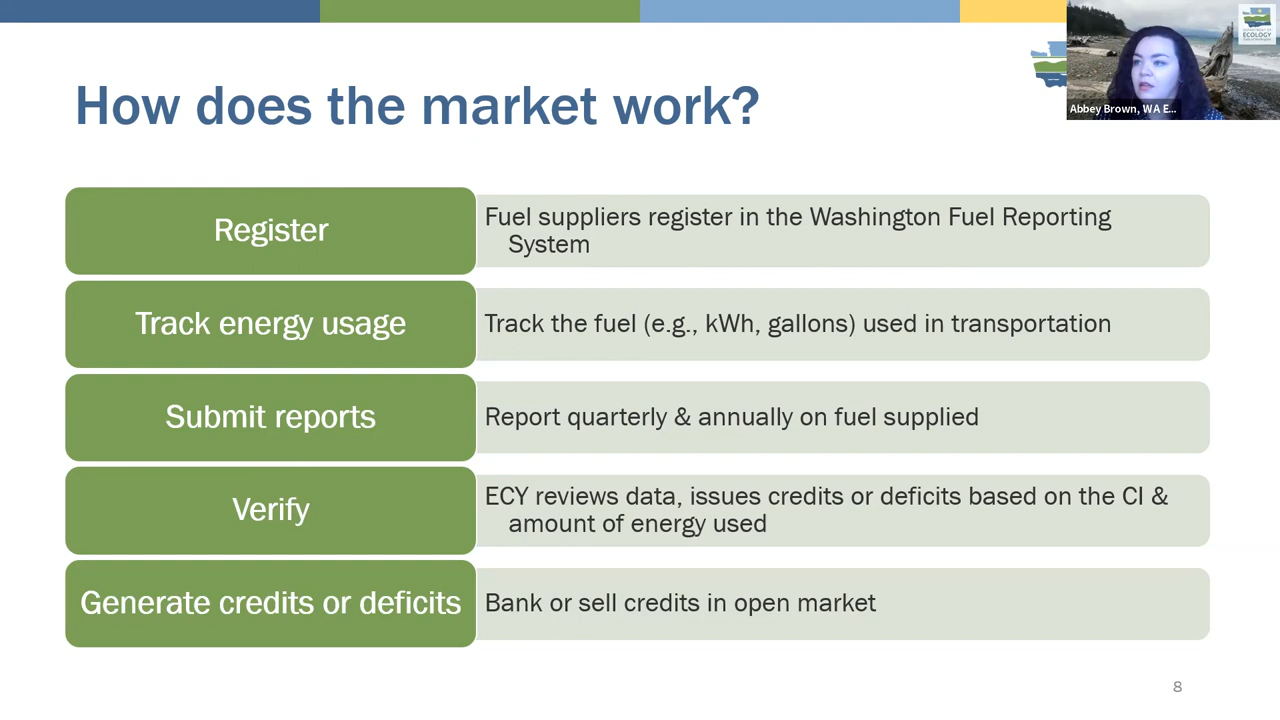 How does the market work?
ECOLOGY
Abbey Brown, WA E...
Register
Fuel suppliers register in the Washington Fuel Reporting
System
Track energy usage
Track the fuel (e.g., kWh, gallons) used in transportation
Submit reports
Report quarterly & annually on fuel supplied
Verify
ECY reviews data, issues credits or deficits based on the CI &
amount of energy used
Generate credits or deficits
Bank or sell credits in open market
8